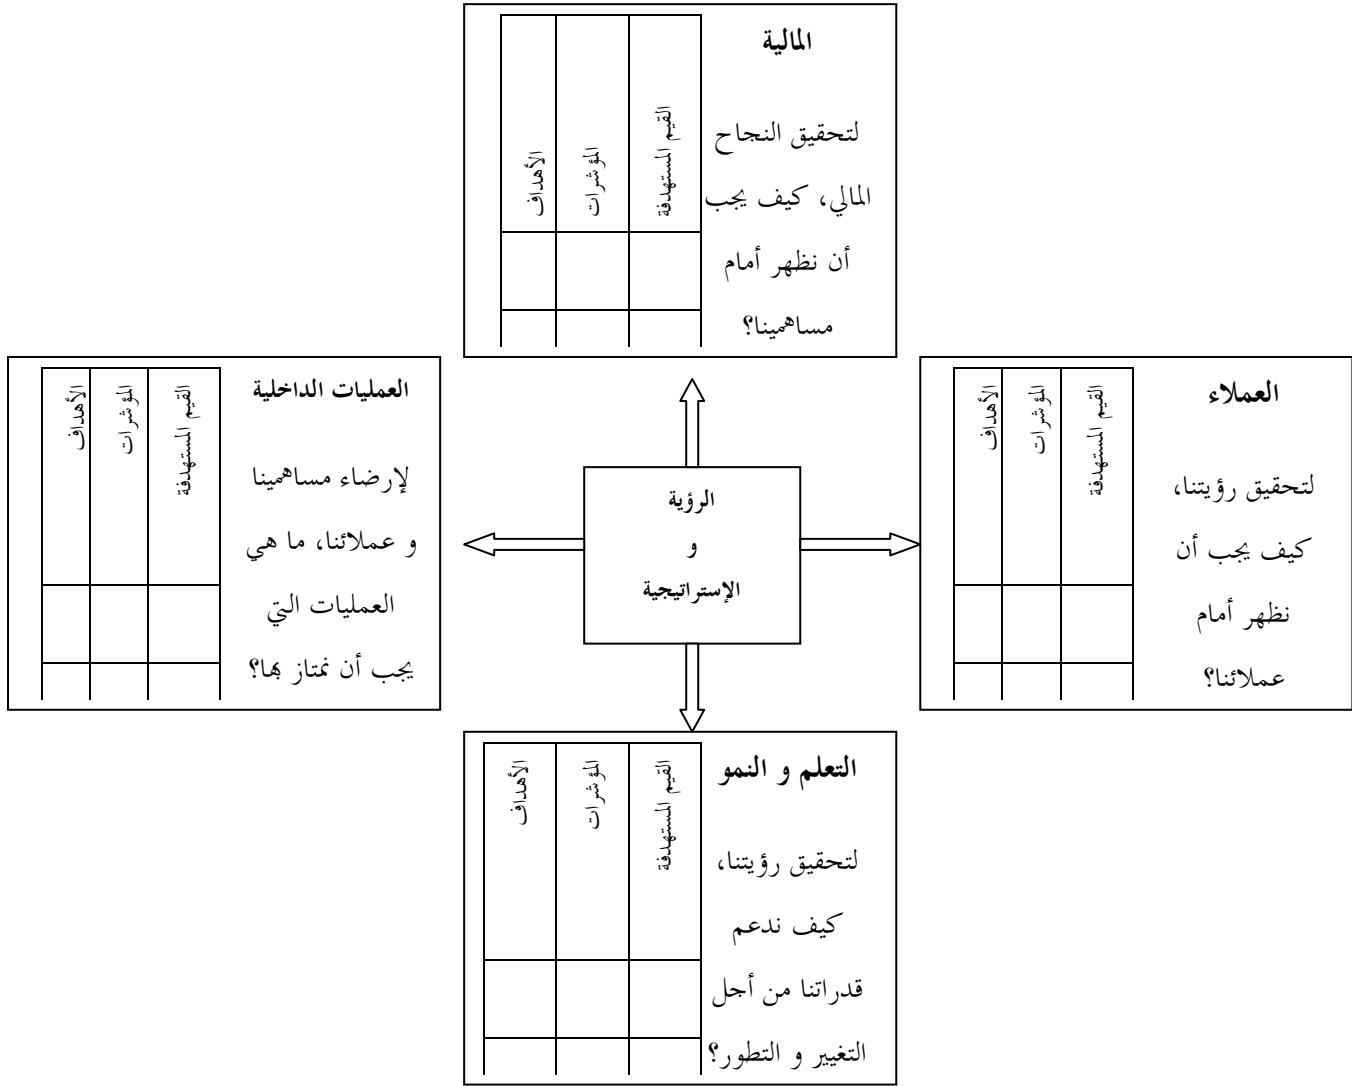 المالية
لتحقيق النجاح
المالي، كيف يجب
أن نظهر أمام
مساهمينا؟
القيم المستهدفة
المؤشرات
الأهداف
العملاء
لتحقيق رؤيتنا،
كيف يجب أن
نظهر أمام
عملائنا؟
القيم المستهدفة
المؤشرات
الأهداف
الرؤية
و
الإستراتيجية
العمليات الداخلية
لإرضاء مساهمينا
و عملائنا، ما هي
العمليات التي
يجب أن نمتاز بها؟
القيم المستهدفة
المؤشرات
الأهداف
التعلم و النمو
لتحقيق رؤيتنا،
كيف ندعم
قدراتنا من أجل
التغيير و التطور؟
القيم المستهدفة
المؤشرات
الأهداف